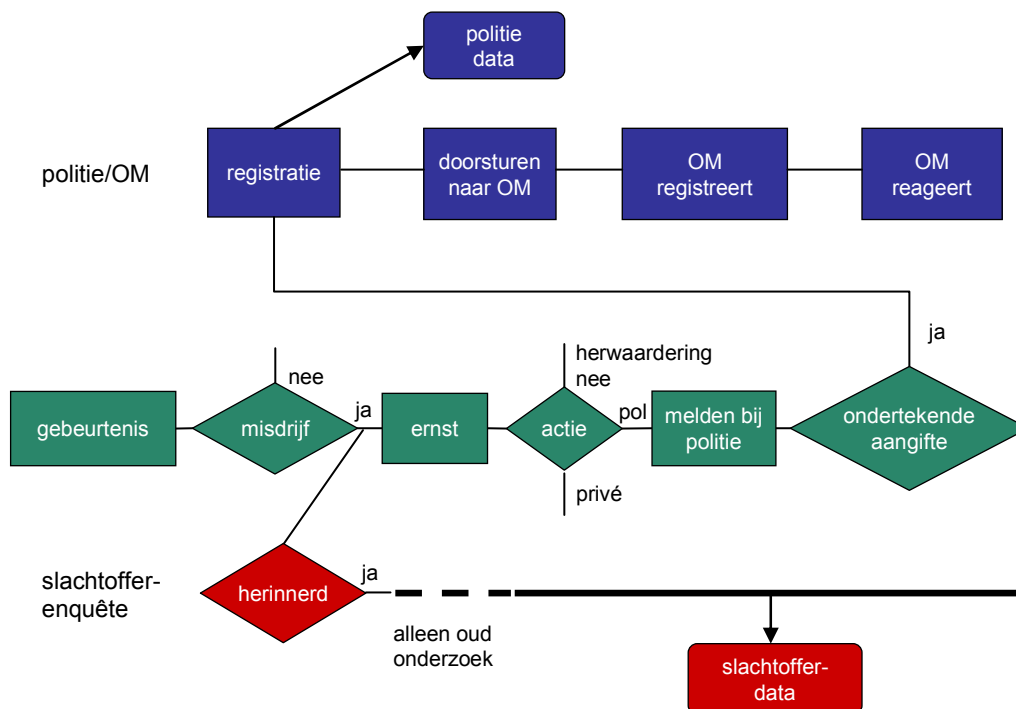 politie
data
politie/OM
registratie
doorsturen
naar OM
OM
registreert
OM
reageert
ja
herwaardering
nee
nee
gebeurtenis
misdrijf
ja
ernst
actie
pol
melden bij
politie
ondertekende
aangifte
privé
slachtoffer-
enquête
herinnerd
ja
alleen oud
onderzoek
slachtoffer-
data